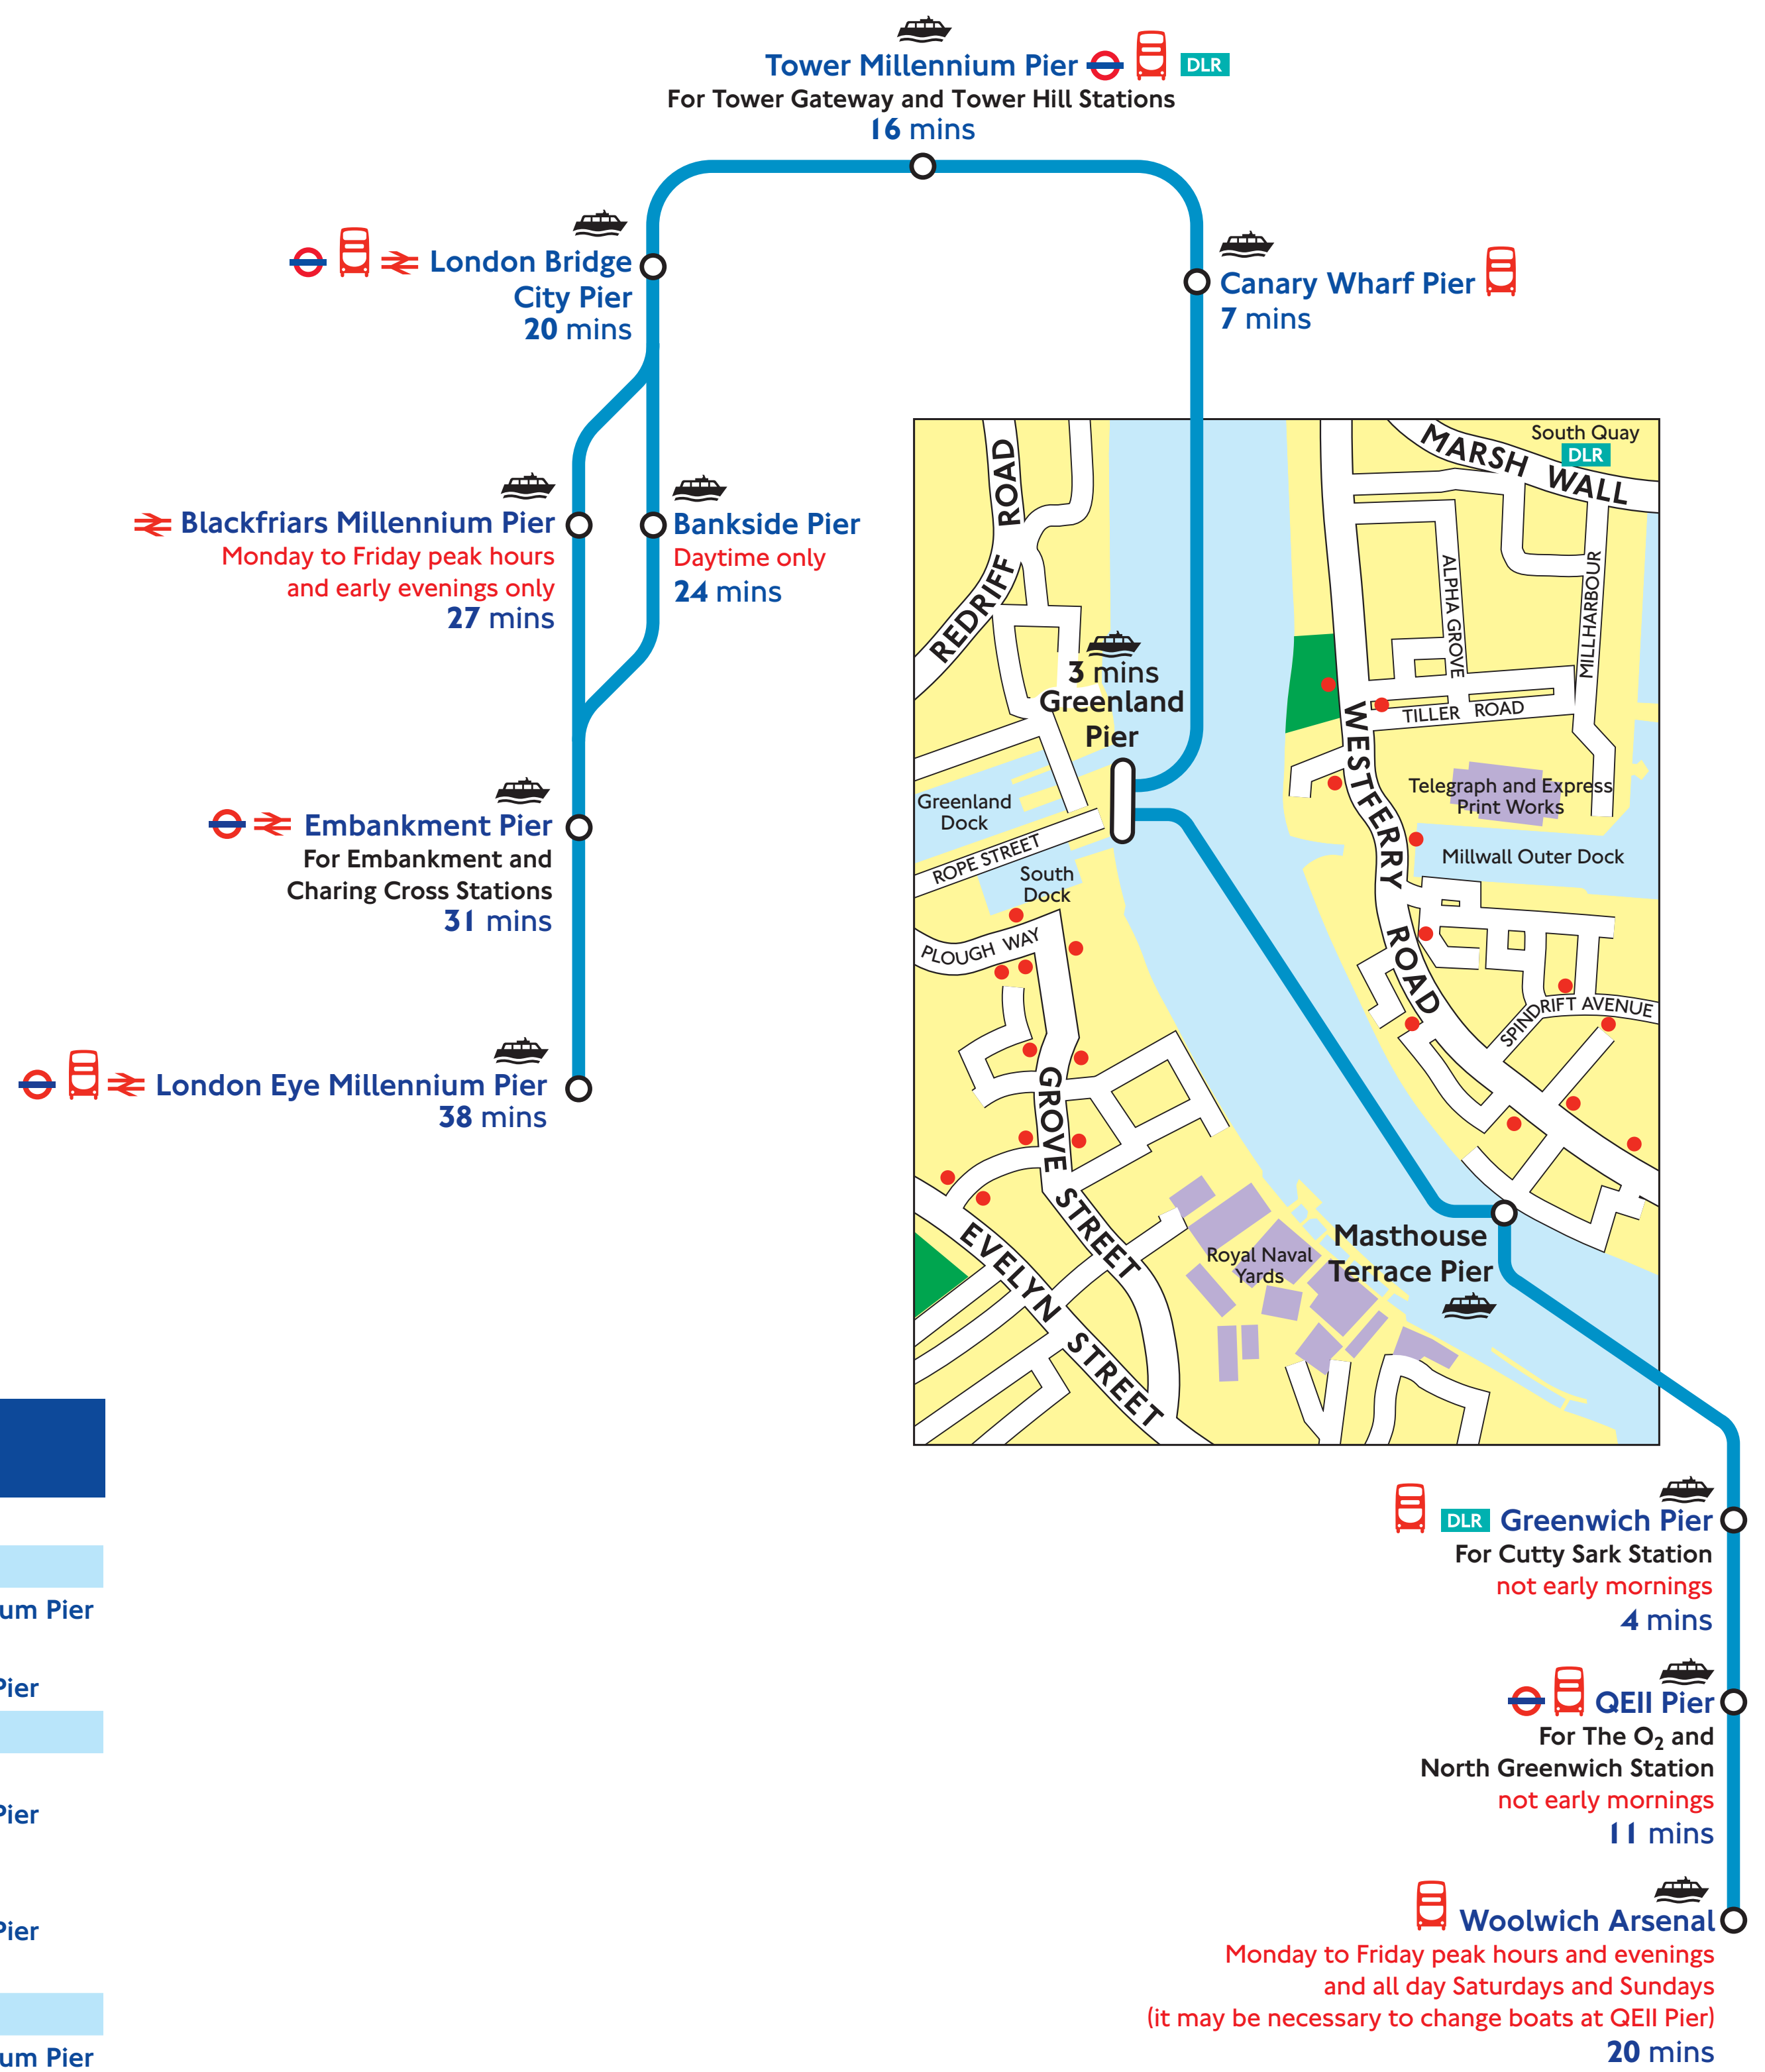 Tower Millennium Pier DLR
For Tower Gateway and Tower Hill Stations
16 mins
London Bridge
City Pier
20 mins
Canary Wharf Pier
7 mins
Blackfriars Millennium Pier
Monday to Friday peak hours
and early evenings only
27 mins
Bankside Pier
Daytime only
24 mins
Embankment Pier
For Embankment and
Charing Cross Stations
31 mins
London Eye Millennium Pier
38 mins
South Quay
DLR
MARSH WALL
REDRIFF ROAD
ALPHA GROVE
MILLHARBOUR
3 mins
Greenland
Pier
TILLER ROAD
WESTFERRY ROAD
Telegraph and Express
Print Works
Greenland
Dock
ROPE STREET
Millwall Outer Dock
South
Dock
PLOUGH WAY
SPINDRIFT AVENUE
GROVE STREET
EVELYN STREET
Royal Naval
Yards
Masthouse
Terrace Pier
DLR Greenwich Pier
For Cutty Sark Station
not early mornings
4 mins
QEII Pier
For The O2 and
North Greenwich Station
not early mornings
11 mins
Woolwich Arsenal
Monday to Friday peak hours and evenings
and all day Saturdays and Sundays
(it may be necessary to change boats at QEII Pier)
20 mins
um Pier
Pier
Pier
Pier
um Pier